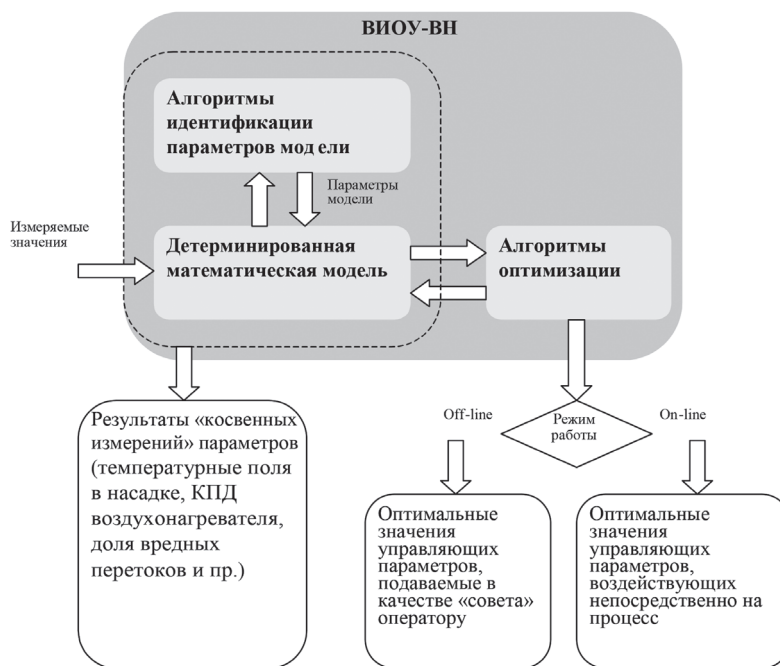 ВИОУ-ВН
Алгоритмы
идентификации
параметров мод ели
Параметры
модели
Измеряемые
значения
Детерминированная
математическая модель
Алгоритмы
оптимизации
Результаты «косвенных
измерений» параметров
(температурные поля
в насадке, КПД
воздухонагревателя,
доля вредных
перетоков и пр.)
Off-line
Режим
работы
On-line
Оптимальные
значения
управляющих
параметров,
подаваемые в
качестве «совета»
оператору
Оптимальные
значения
управляющих
параметров,
воздействующих
непосредственно на
процесс